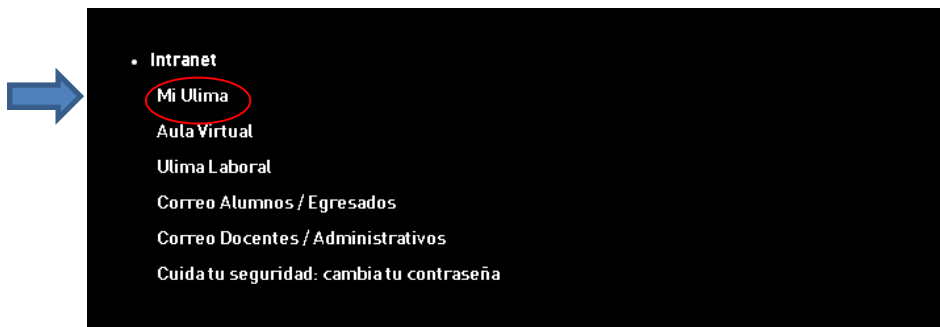 • Intranet
Mi Ulima
Aula Virtual
Ulima Laboral
Correo Alumnos / Egresados
Correo Docentes / Administrativos
Cuida tu seguridad: cambia tu contraseña